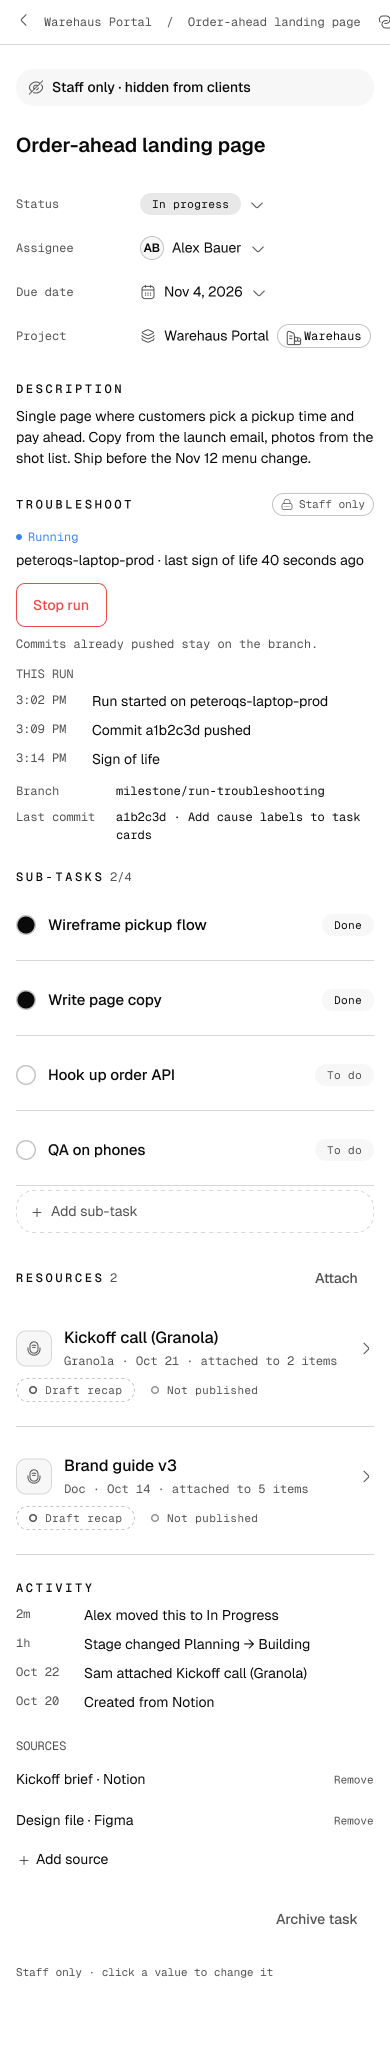 Warehaus Portal / Order-ahead landing page
Staff only · hidden from clients
Order-ahead landing page
Status In progress
Assignee AB Alex Bauer
Due date Nov 4, 2026
Project Warehaus Portal Warehaus
DESCRIPTION
Single page where customers pick a pickup time and
pay ahead. Copy from the launch email, photos from the
shot list. Ship before the Nov 12 menu change.
TROUBLESHOOT Staff only
Running
peteroqs-laptop-prod · last sign of life 40 seconds ago
Stop run
Commits already pushed stay on the branch.
THIS RUN
3:02 PM Run started on peteroqs-laptop-prod
3:09 PM Commit a1b2c3d pushed
3:14 PM Sign of life
Branch milestone/run-troubleshooting
Last commit a1b2c3d · Add cause labels to task
cards
SUB-TASKS 2/4
Wireframe pickup flow Done
Write page copy Done
Hook up order API To do
QA on phones To do
+ Add sub-task
RESOURCES 2 Attach
Kickoff call (Granola)
Granola · Oct 21 · attached to 2 items
Draft recap Not published
Brand guide v3
Doc · Oct 14 · attached to 5 items
Draft recap Not published
ACTIVITY
2m Alex moved this to In Progress
1h Stage changed Planning → Building
Oct 22 Sam attached Kickoff call (Granola)
Oct 20 Created from Notion
SOURCES
Kickoff brief · Notion Remove
Design file · Figma Remove
+ Add source
Archive task
Staff only · click a value to change it